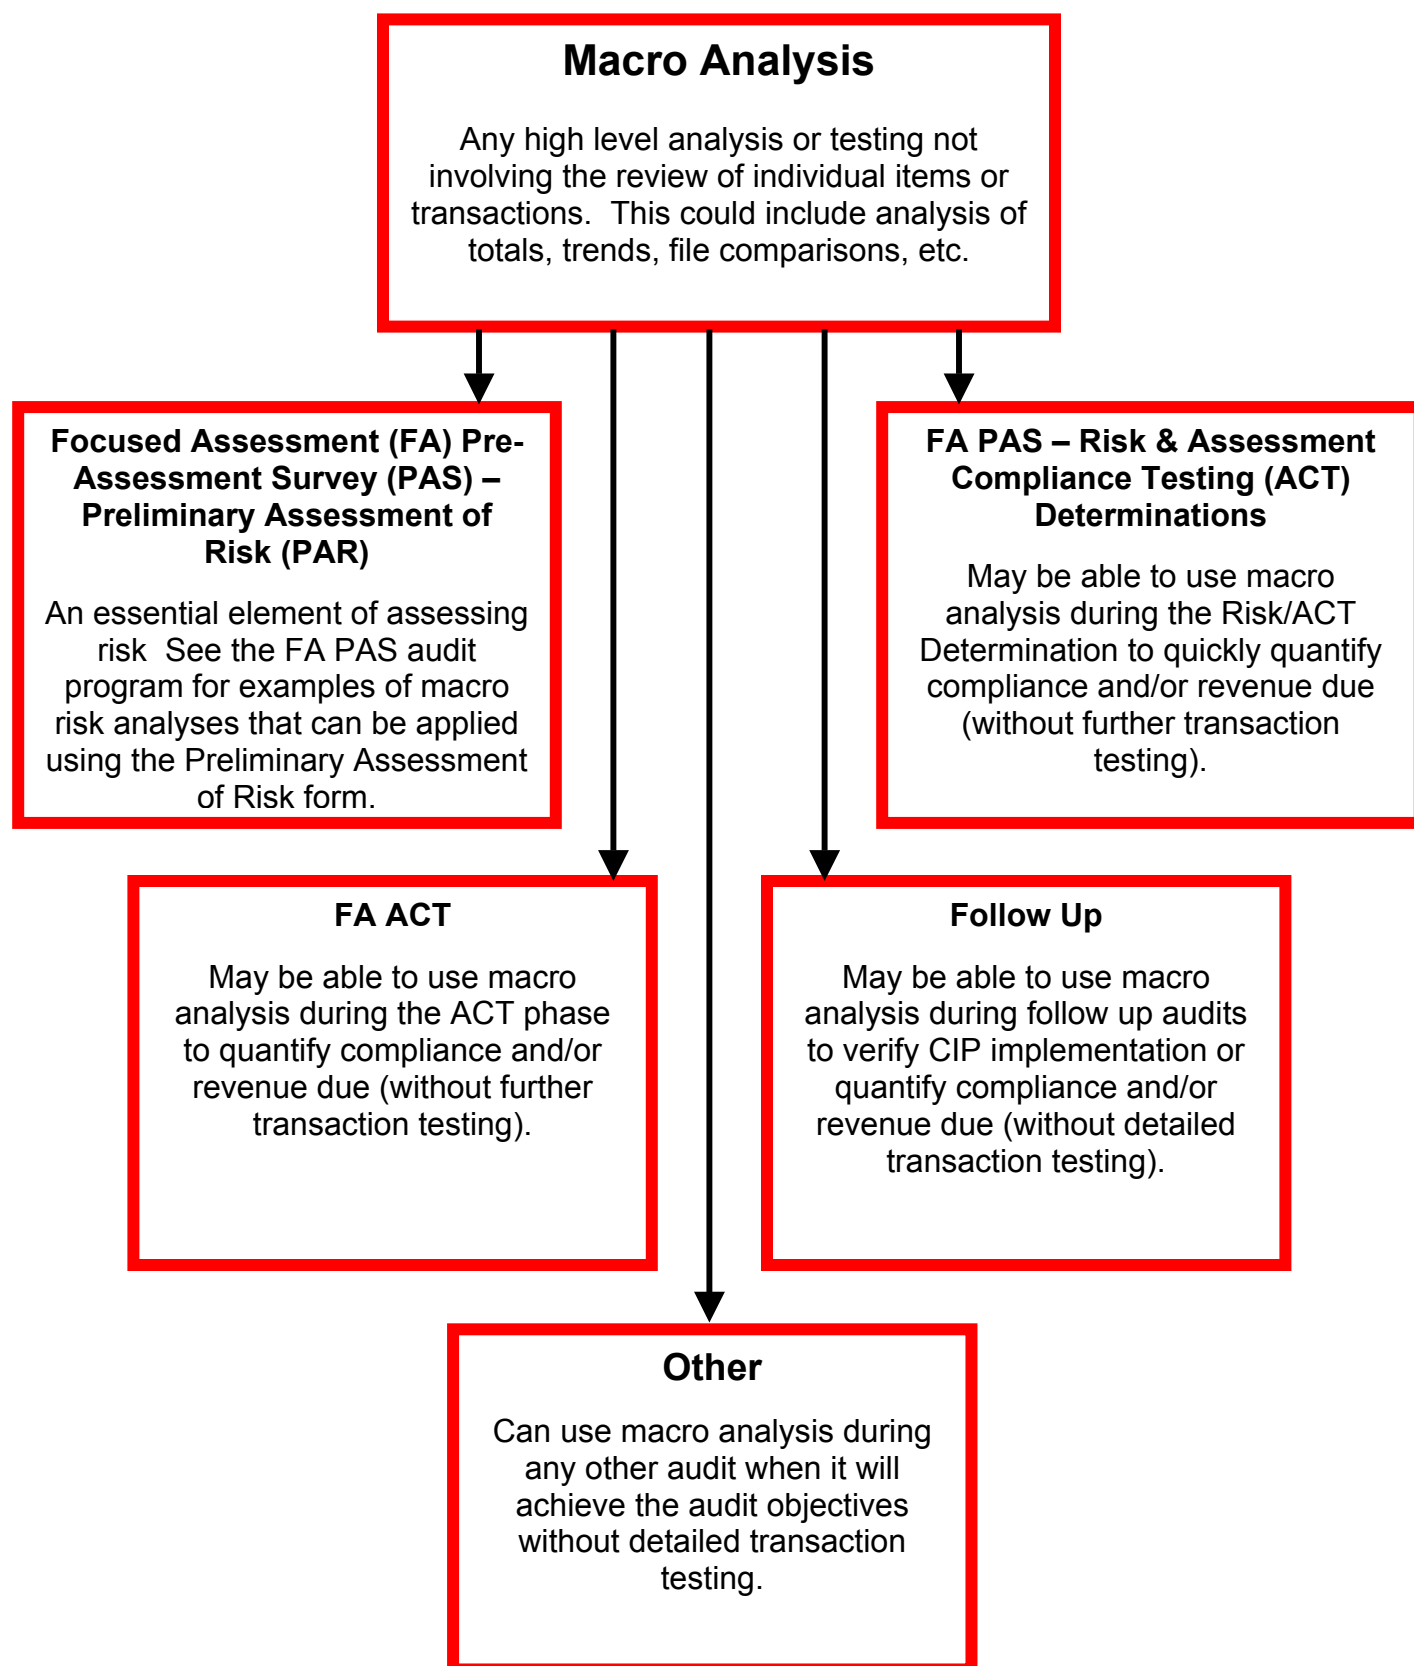 Macro Analysis
Any high level analysis or testing not
involving the review of individual items or
transactions.  This could include analysis of
totals, trends, file comparisons, etc.
Focused Assessment (FA) Pre-
Assessment Survey (PAS) –
Preliminary Assessment of
Risk (PAR)
An essential element of assessing
risk  See the FA PAS audit
program for examples of macro
risk analyses that can be applied
using the Preliminary Assessment
of Risk form.
FA PAS – Risk & Assessment
Compliance Testing (ACT)
Determinations
May be able to use macro
analysis during the Risk/ACT
Determination to quickly quantify
compliance and/or revenue due
(without further transaction
testing).
FA ACT
May be able to use macro
analysis during the ACT phase
to quantify compliance and/or
revenue due (without further
transaction testing).
Follow Up
May be able to use macro
analysis during follow up audits
to verify CIP implementation or
quantify compliance and/or
revenue due (without detailed
transaction testing).
Other
Can use macro analysis during
any other audit when it will
achieve the audit objectives
without detailed transaction
testing.